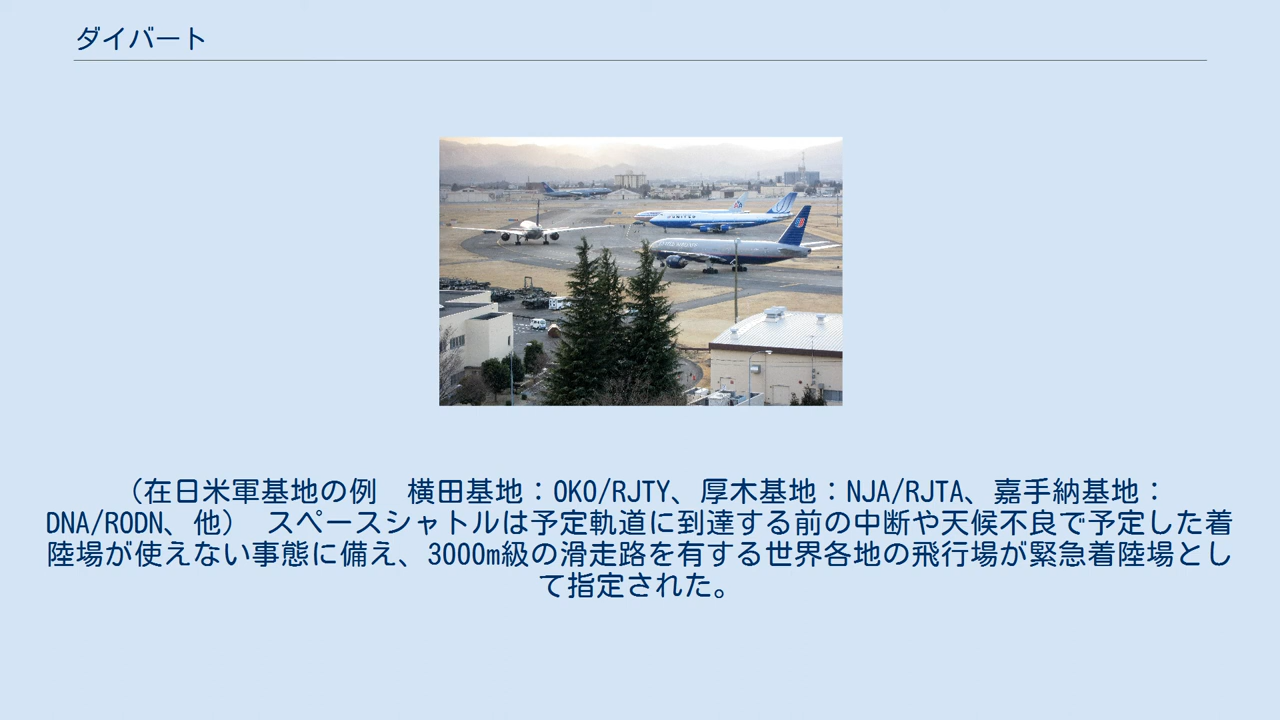 ダイバート
UNITED
（在日米軍基地の例　横田基地：OKO/RJTY、厚木基地：NJA/RJTA、嘉手納基地：
DNA/RODN、他）　スペースシャトルは予定軌道に到達する前の中断や天候不良で予定した着
陸場が使えない事態に備え、3000m級の滑走路を有する世界各地の飛行場が緊急着陸場とし
て指定された。